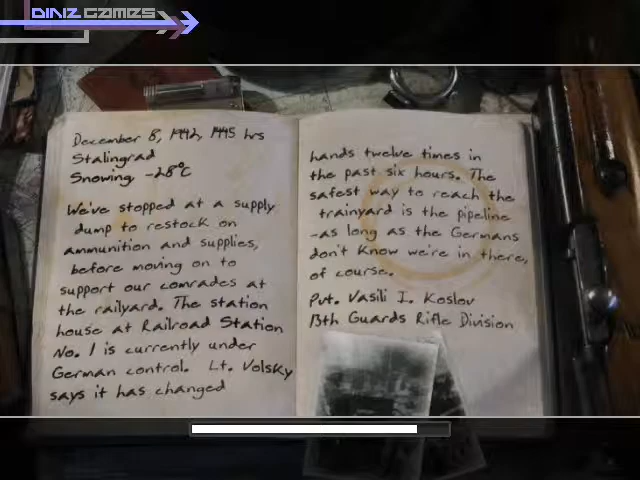 DINIZGAMES
December 8, 1942, 1445 hrs
Stalingrad
Snowing, -28°C
We've stopped at a supply
dump to restock on
ammunition and supplies,
before moving on to
support our comrades at
the railyard. The station
house at Railroad Station
No. 1 is currently under
German control. Lt. Volsky
says it has changed
hands twelve times in
the past six hours. The
safest way to reach the
trainyard is the pipeline
-as long as the Germans
don't know we're in there,
of course.
Pvt. Vasili I. Koslov
13th Guards Rifle Division